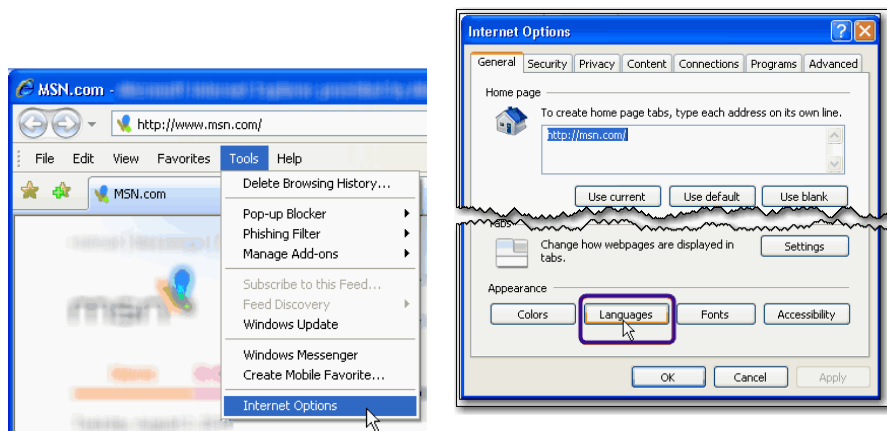 MSN.com -
http://www.msn.com/
File Edit View Favorites Tools Help
MSN.com
Delete Browsing History...
Pop-up Blocker
Phishing Filter
Manage Add-ons
Subscribe to this Feed...
Feed Discovery
Windows Update
Windows Messenger
Create Mobile Favorite...
Internet Options
msn
Internet Options
General Security Privacy Content Connections Programs Advanced
Home page
To create home page tabs, type each address on its own line.
http://msn.com/
Use current Use default Use blank
Tabs
Change how webpages are displayed in
tabs.
Settings
Appearance
Colors Languages Fonts Accessibility
OK Cancel Apply